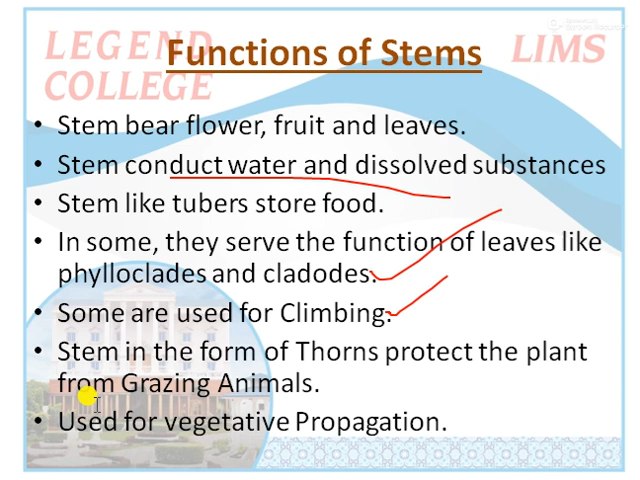 LEGEND
COLLEGE
LIMS
Functions of Stems
• Stem bear flower, fruit and leaves.
• Stem conduct water and dissolved substances
• Stem like tubers store food.
• In some, they serve the function of leaves like
phylloclades and cladodes.
• Some are used for Climbing.
• Stem in the form of Thorns protect the plant
from Grazing Animals.
• Used for vegetative Propagation.